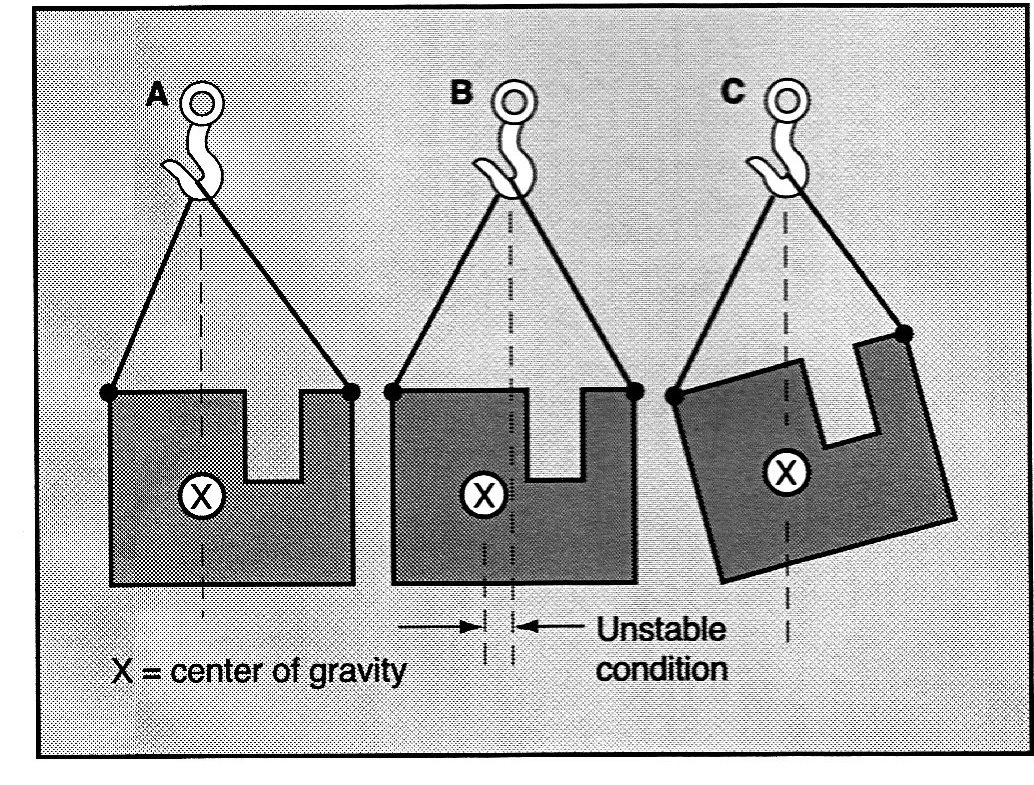 A
B
C
X
X
X
Unstable
condition
X = center of gravity